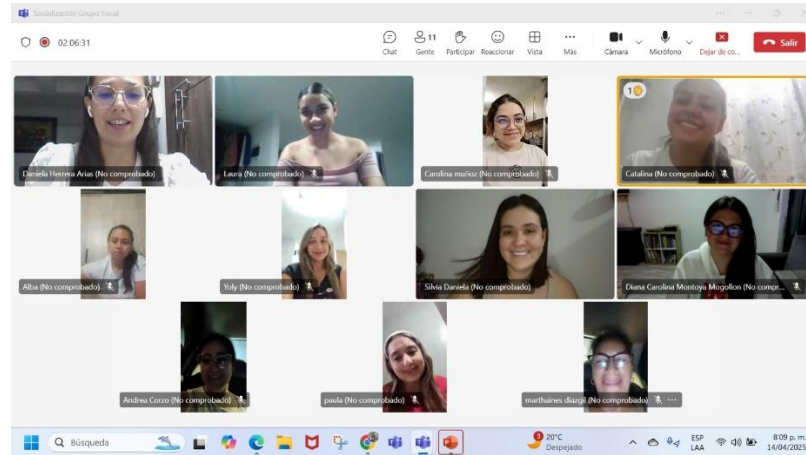 Socialización Grupo Focal
02:06:31
Chat
11
Gente
Participar
Reaccionar
Vista
Más
Cámara
Micrófono
Dejar de co...
Salir
Daniela Herrera Arias (No comprobado)
Laura (No comprobado)
Carolina muñoz (No comprobado)
1
Catalina (No comprobado)
Alba (No comprobado)
Yoly (No comprobado)
Silvia Daniela (No comprobado)
Diana Carolina Montoya Mogollon (No compr...
Andrea Corzo (No comprobado)
paula (No comprobado)
marthaines diazgil (No comprobado)
Búsqueda
20°C
Despejado
ESP
LAA
8:09 p. m.
14/04/2025